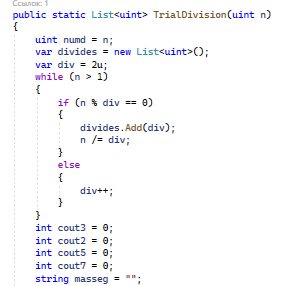 Ссылок: 1
public static List<uint> TrialDivision(uint n)
{
uint numd = n;
var divides = new List<uint>();
var div = 2u;
while (n > 1)
{
if (n % div == 0)
{
divides.Add(div);
n /= div;
}
else
{
div++;
}
}
int cout3 = 0;
int cout2 = 0;
int cout5 = 0;
int cout7 = 0;
string masseg = "";